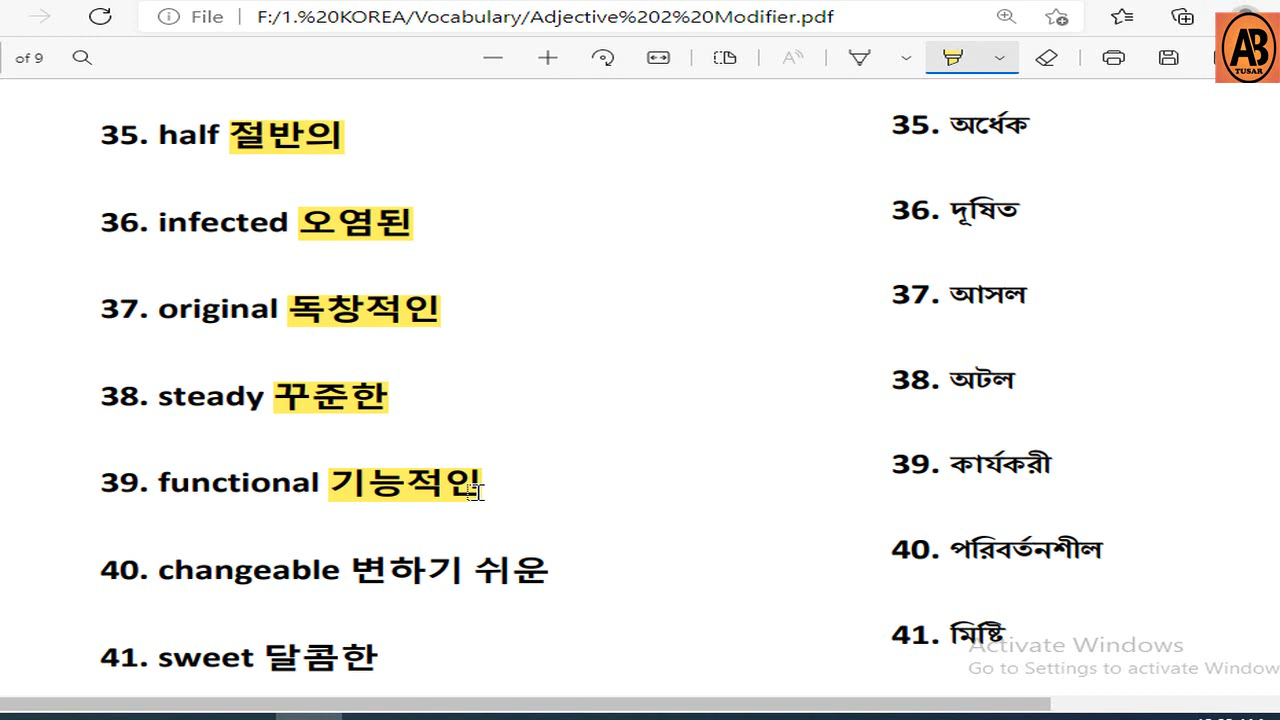 File F:/1.%20KOREA/Vocabulary/Adjective%202%20Modifier.pdf
of 9
AB
TUSAR
35. half 절반의
35. অর্ধেক
36. infected 오염된
36. দূষিত
37. original 독창적인
37. আসল
38. steady 꾸준한
38. অটল
39. functional 기능적인
39. কার্যকরী
40. changeable 변하기 쉬운
40. পরিবর্তনশীল
41. sweet 달콤한
41. মিষ্টি
Activate Windows
Go to Settings to activate Window